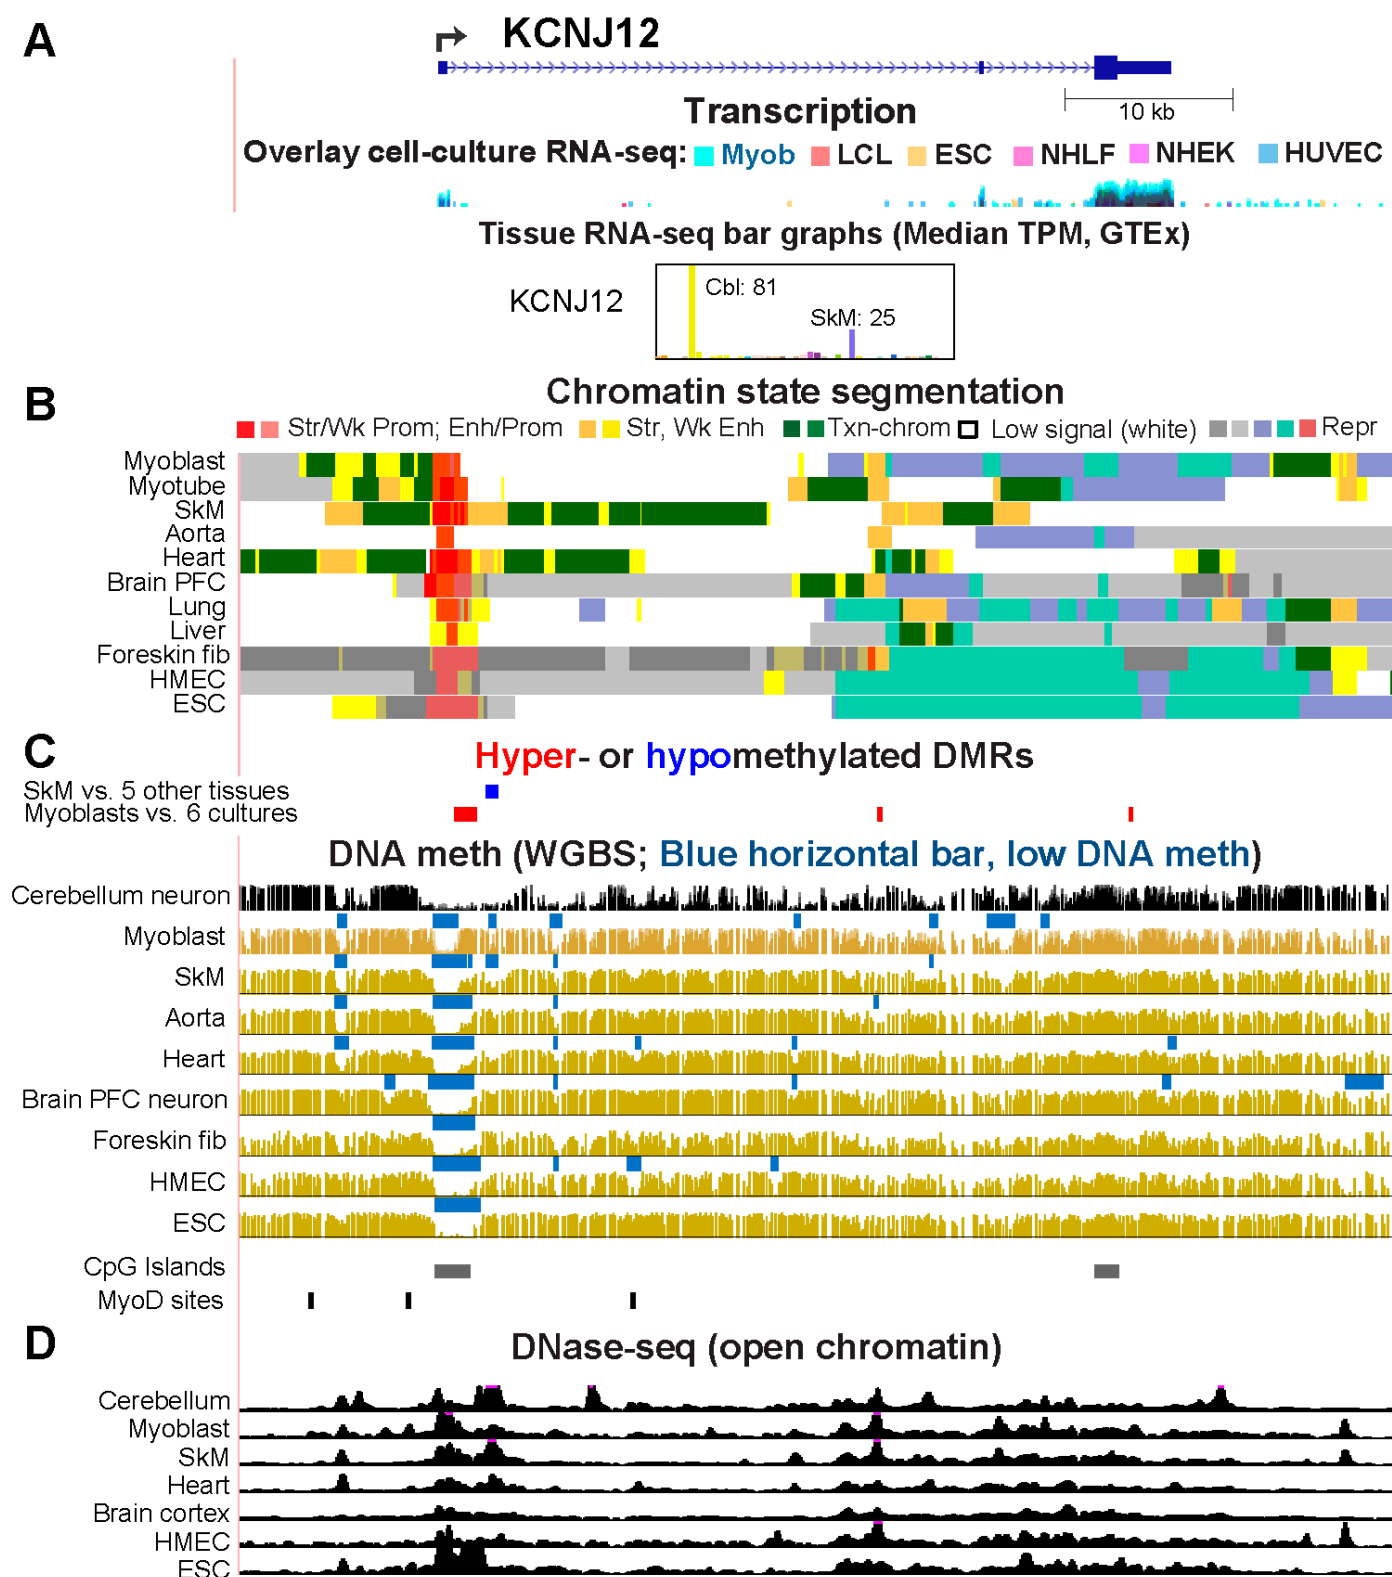 A
KCNJ12
10 kb
Transcription
Overlay cell-culture RNA-seq: Myob LCL ESC NHLF NHEK HUVEC
Tissue RNA-seq bar graphs (Median TPM, GTEx)
KCNJ12
Cbl: 81
SkM: 25
B
Chromatin state segmentation
Str/Wk Prom; Enh/Prom Str, Wk Enh Txn-chrom Low signal (white) Repr
Myoblast
Myotube
SkM
Aorta
Heart
Brain PFC
Lung
Liver
Foreskin fib
HMEC
ESC
C
Hyper- or hypomethylated DMRs
SkM vs. 5 other tissues
Myoblasts vs. 6 cultures
DNA meth (WGBS; Blue horizontal bar, low DNA meth)
Cerebellum neuron
Myoblast
SkM
Aorta
Heart
Brain PFC neuron
Foreskin fib
HMEC
ESC
CpG Islands
MyoD sites
D
DNase-seq (open chromatin)
Cerebellum
Myoblast
SkM
Heart
Brain cortex
HMEC
ESC